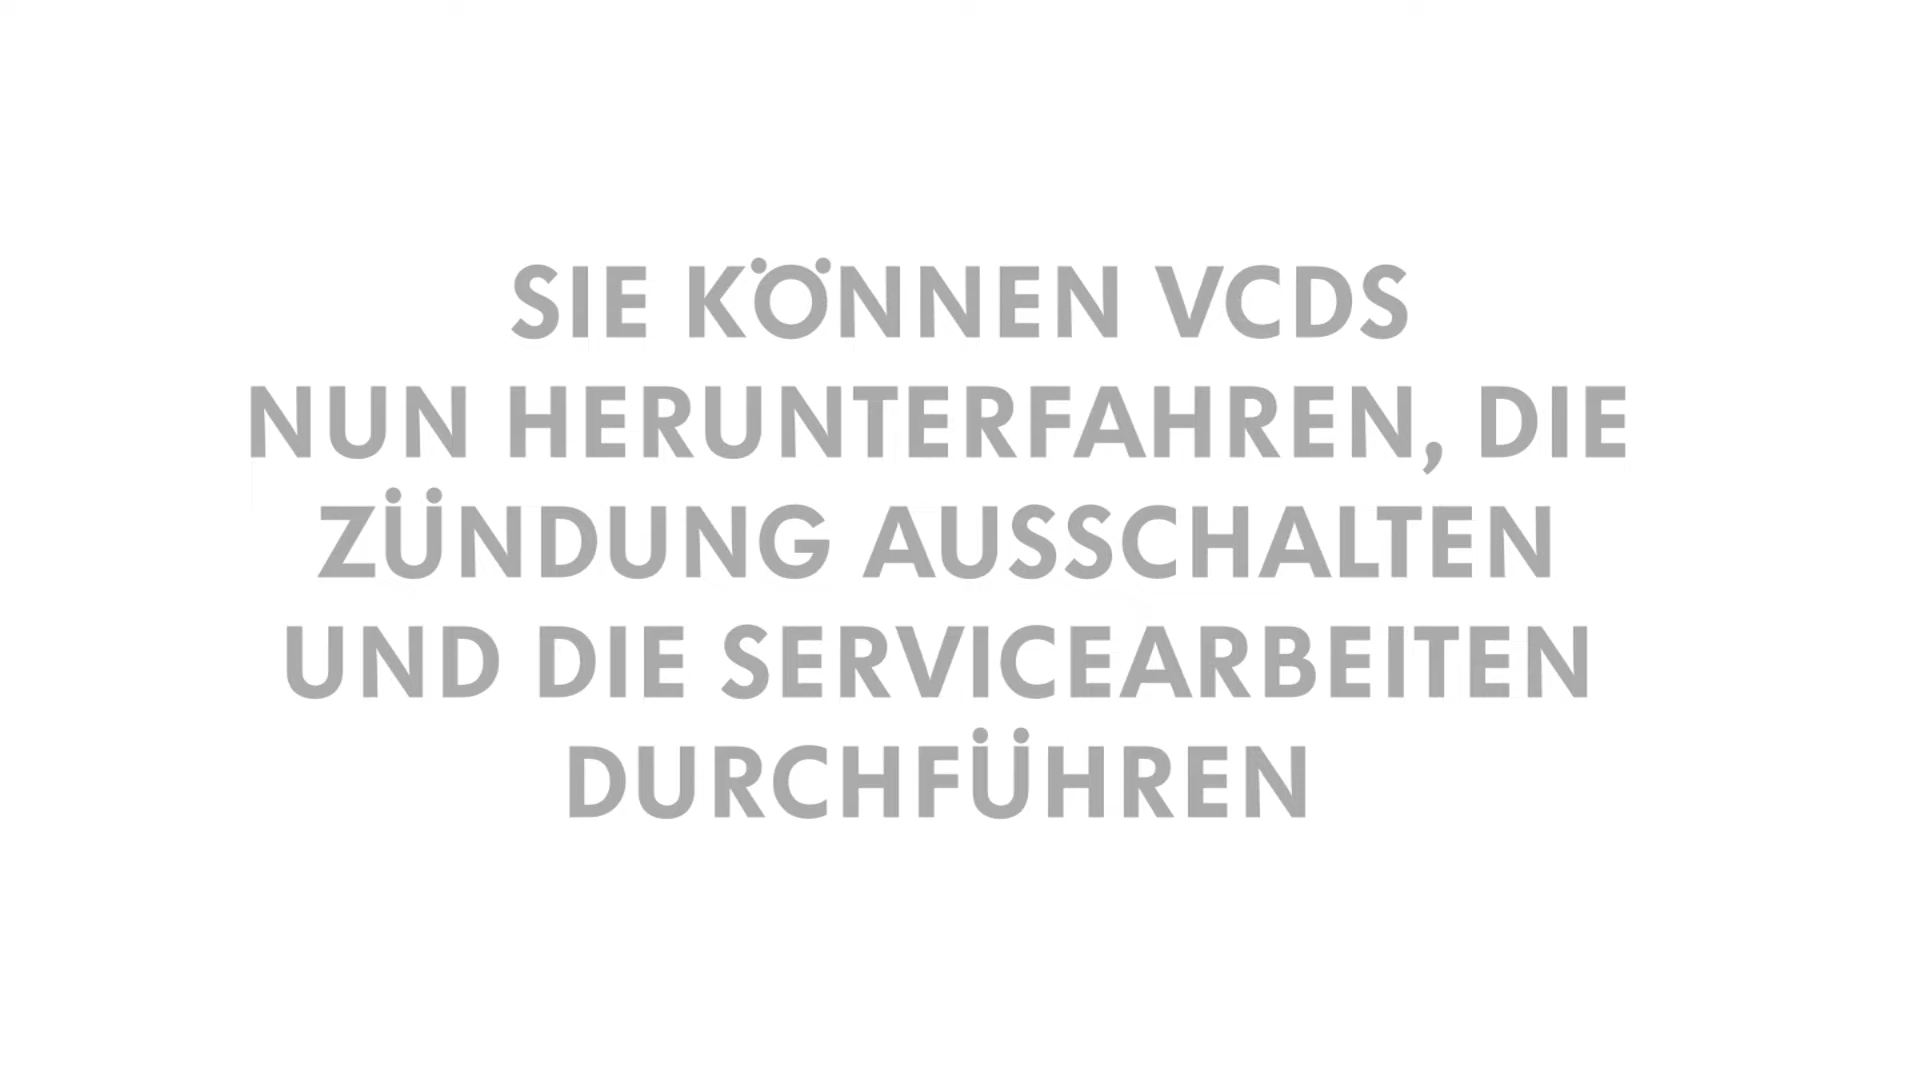 SIE KÖNNEN VCDS
NUN HERUNTERFAHREN, DIE
ZÜNDUNG AUSSCHALTEN
UND DIE SERVICEARBEITEN
DURCHFÜHREN